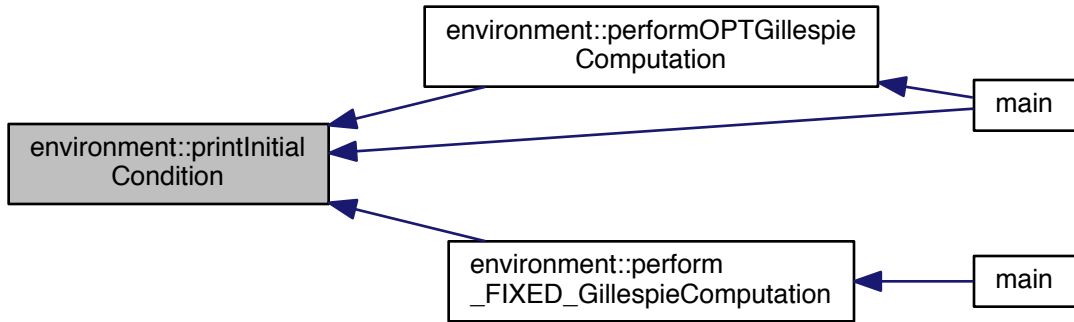 environment::performOPTGillespie
Computation
main
environment::printInitial
Condition
environment::perform
_FIXED_GillespieComputation
main